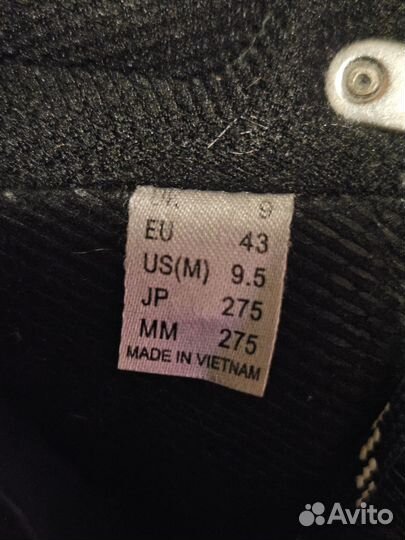 9
EU 43
US(M) 9.5
JP 275
MM 275
MADE IN VIETNAM
Avito